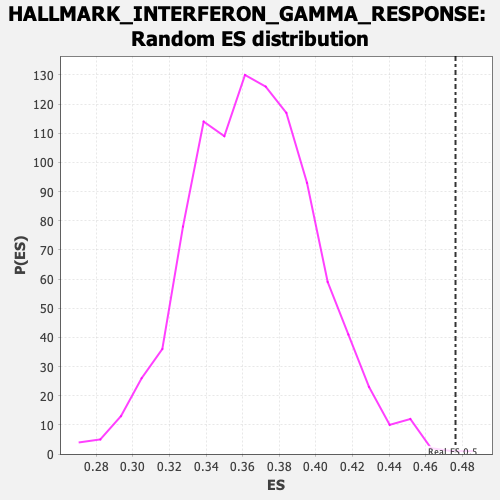 HALLMARK_INTERFERON_GAMMA_RESPONSE:
Random ES distribution
P(ES)
130
120
110
100
90
80
70
60
50
40
30
20
10
0
Real ES 0.5
0.28 0.30 0.32 0.34 0.36 0.38 0.40 0.42 0.44 0.46 0.48
ES